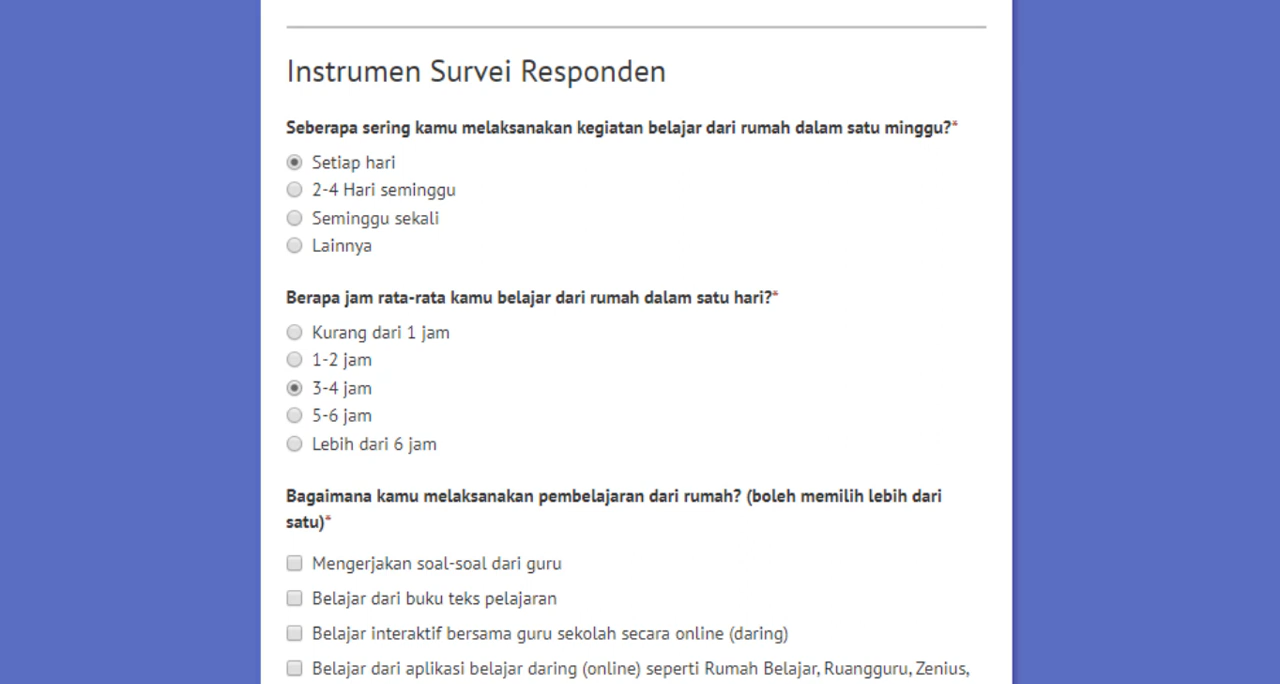 Instrumen Survei Responden
Seberapa sering kamu melaksanakan kegiatan belajar dari rumah dalam satu minggu?*
Setiap hari
2-4 Hari seminggu
Seminggu sekali
Lainnya
Berapa jam rata-rata kamu belajar dari rumah dalam satu hari?*
Kurang dari 1 jam
1-2 jam
3-4 jam
5-6 jam
Lebih dari 6 jam
Bagaimana kamu melaksanakan pembelajaran dari rumah? (boleh memilih lebih dari
satu)*
Mengerjakan soal-soal dari guru
Belajar dari buku teks pelajaran
Belajar interaktif bersama guru sekolah secara online (daring)
Belajar dari aplikasi belajar daring (online) seperti Rumah Belajar, Ruangguru, Zenius,